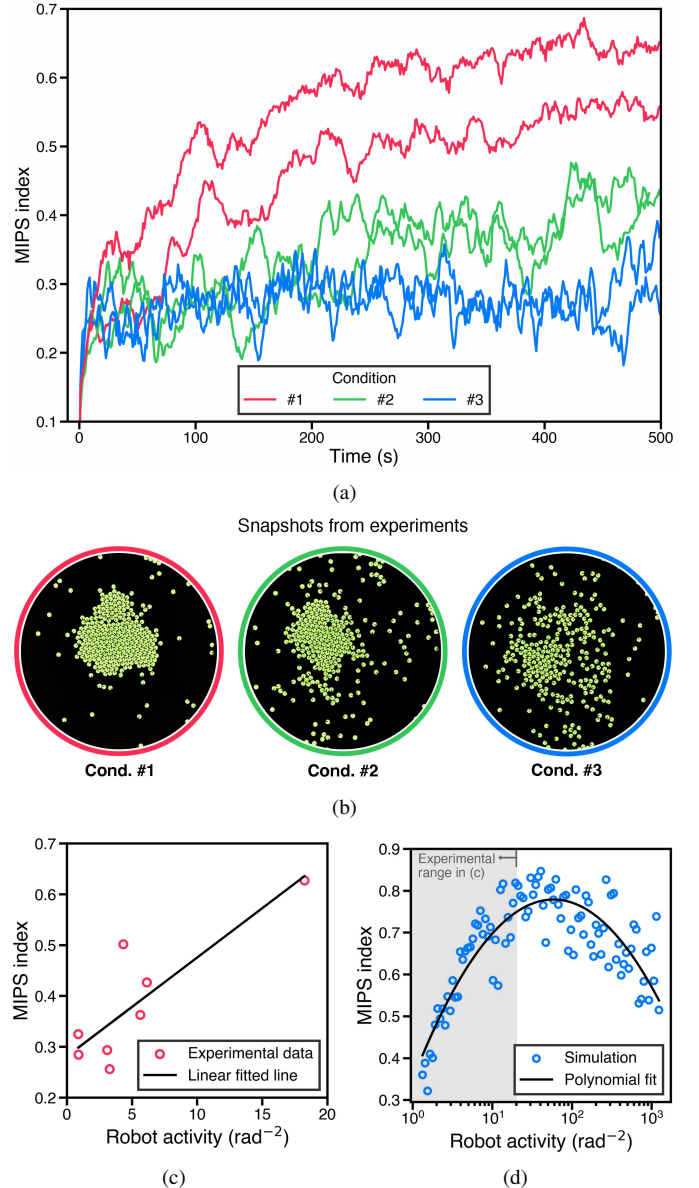 0.7
0.6
0.5
0.4
0.3
0.2
0.1
MIPS index
Condition
#1 #2 #3
0 100 200 300 400 500
Time (s)
(a)
Snapshots from experiments
Cond. #1 Cond. #2 Cond. #3
(b)
0.7
0.6
0.5
0.4
0.3
0.2
MIPS index
Experimental data
Linear fitted line
0 5 10 15 20
Robot activity (rad⁻²)
(c)
0.9
0.8
0.7
0.6
0.5
0.4
0.3
MIPS index
Experimental
range in (c)
Simulation
Polynomial fit
10⁰ 10¹ 10² 10³
Robot activity (rad⁻²)
(d)